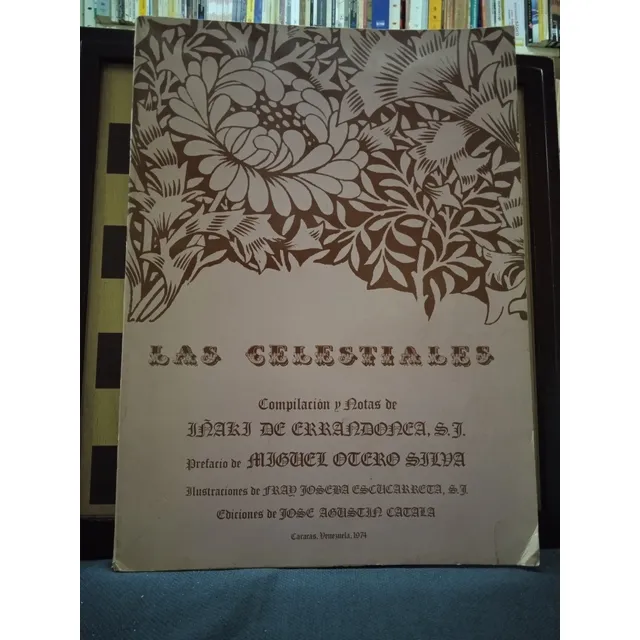 LAS CELESTIALES
Compilación y Notas de
IÑAKI DE ERRANDONEA, S.J.
Prefacio de MIGUEL OTERO SILVA
Ilustraciones de FRAY JOSEBA ESCUCARRETA, S.J.
Ediciones de JOSE AGUSTIN CATALA
Caracas, Venezuela, 1974